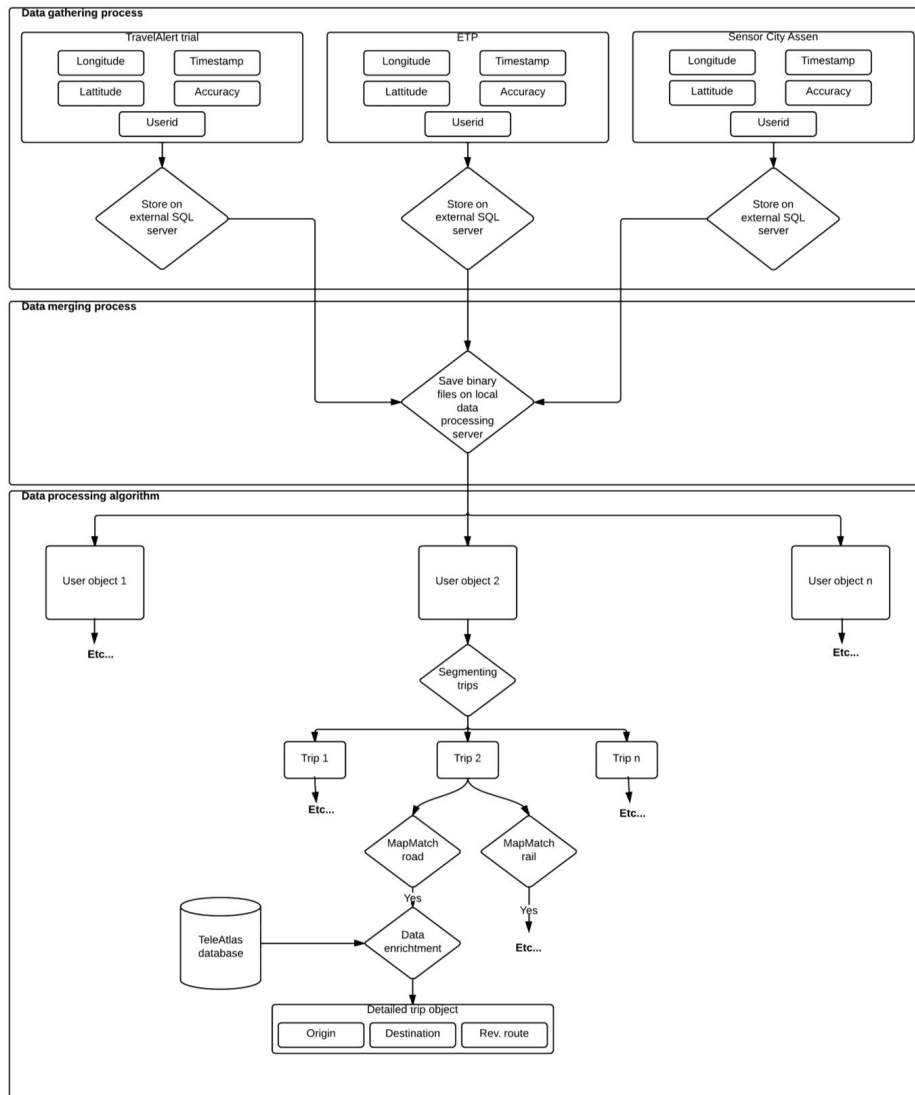 Data gathering process
TravelAlert trial
Longitude
Timestamp
Lattitude
Accuracy
Userid
ETP
Longitude
Timestamp
Lattitude
Accuracy
Userid
Sensor City Assen
Longitude
Timestamp
Lattitude
Accuracy
Userid
Store on
external SQL
server
Store on
external SQL
server
Store on
external SQL
server
Data merging process
Save binary
files on local
data
processing
server
Data processing algorithm
User object 1
User object 2
User object n
Etc...
Etc...
Segmenting
trips
Trip 1
Trip 2
Trip n
Etc...
Etc...
MapMatch
road
MapMatch
rail
Yes
Yes
TeleAtlas
database
Data
enrichtment
Etc...
Detailed trip object
Origin
Destination
Rev. route